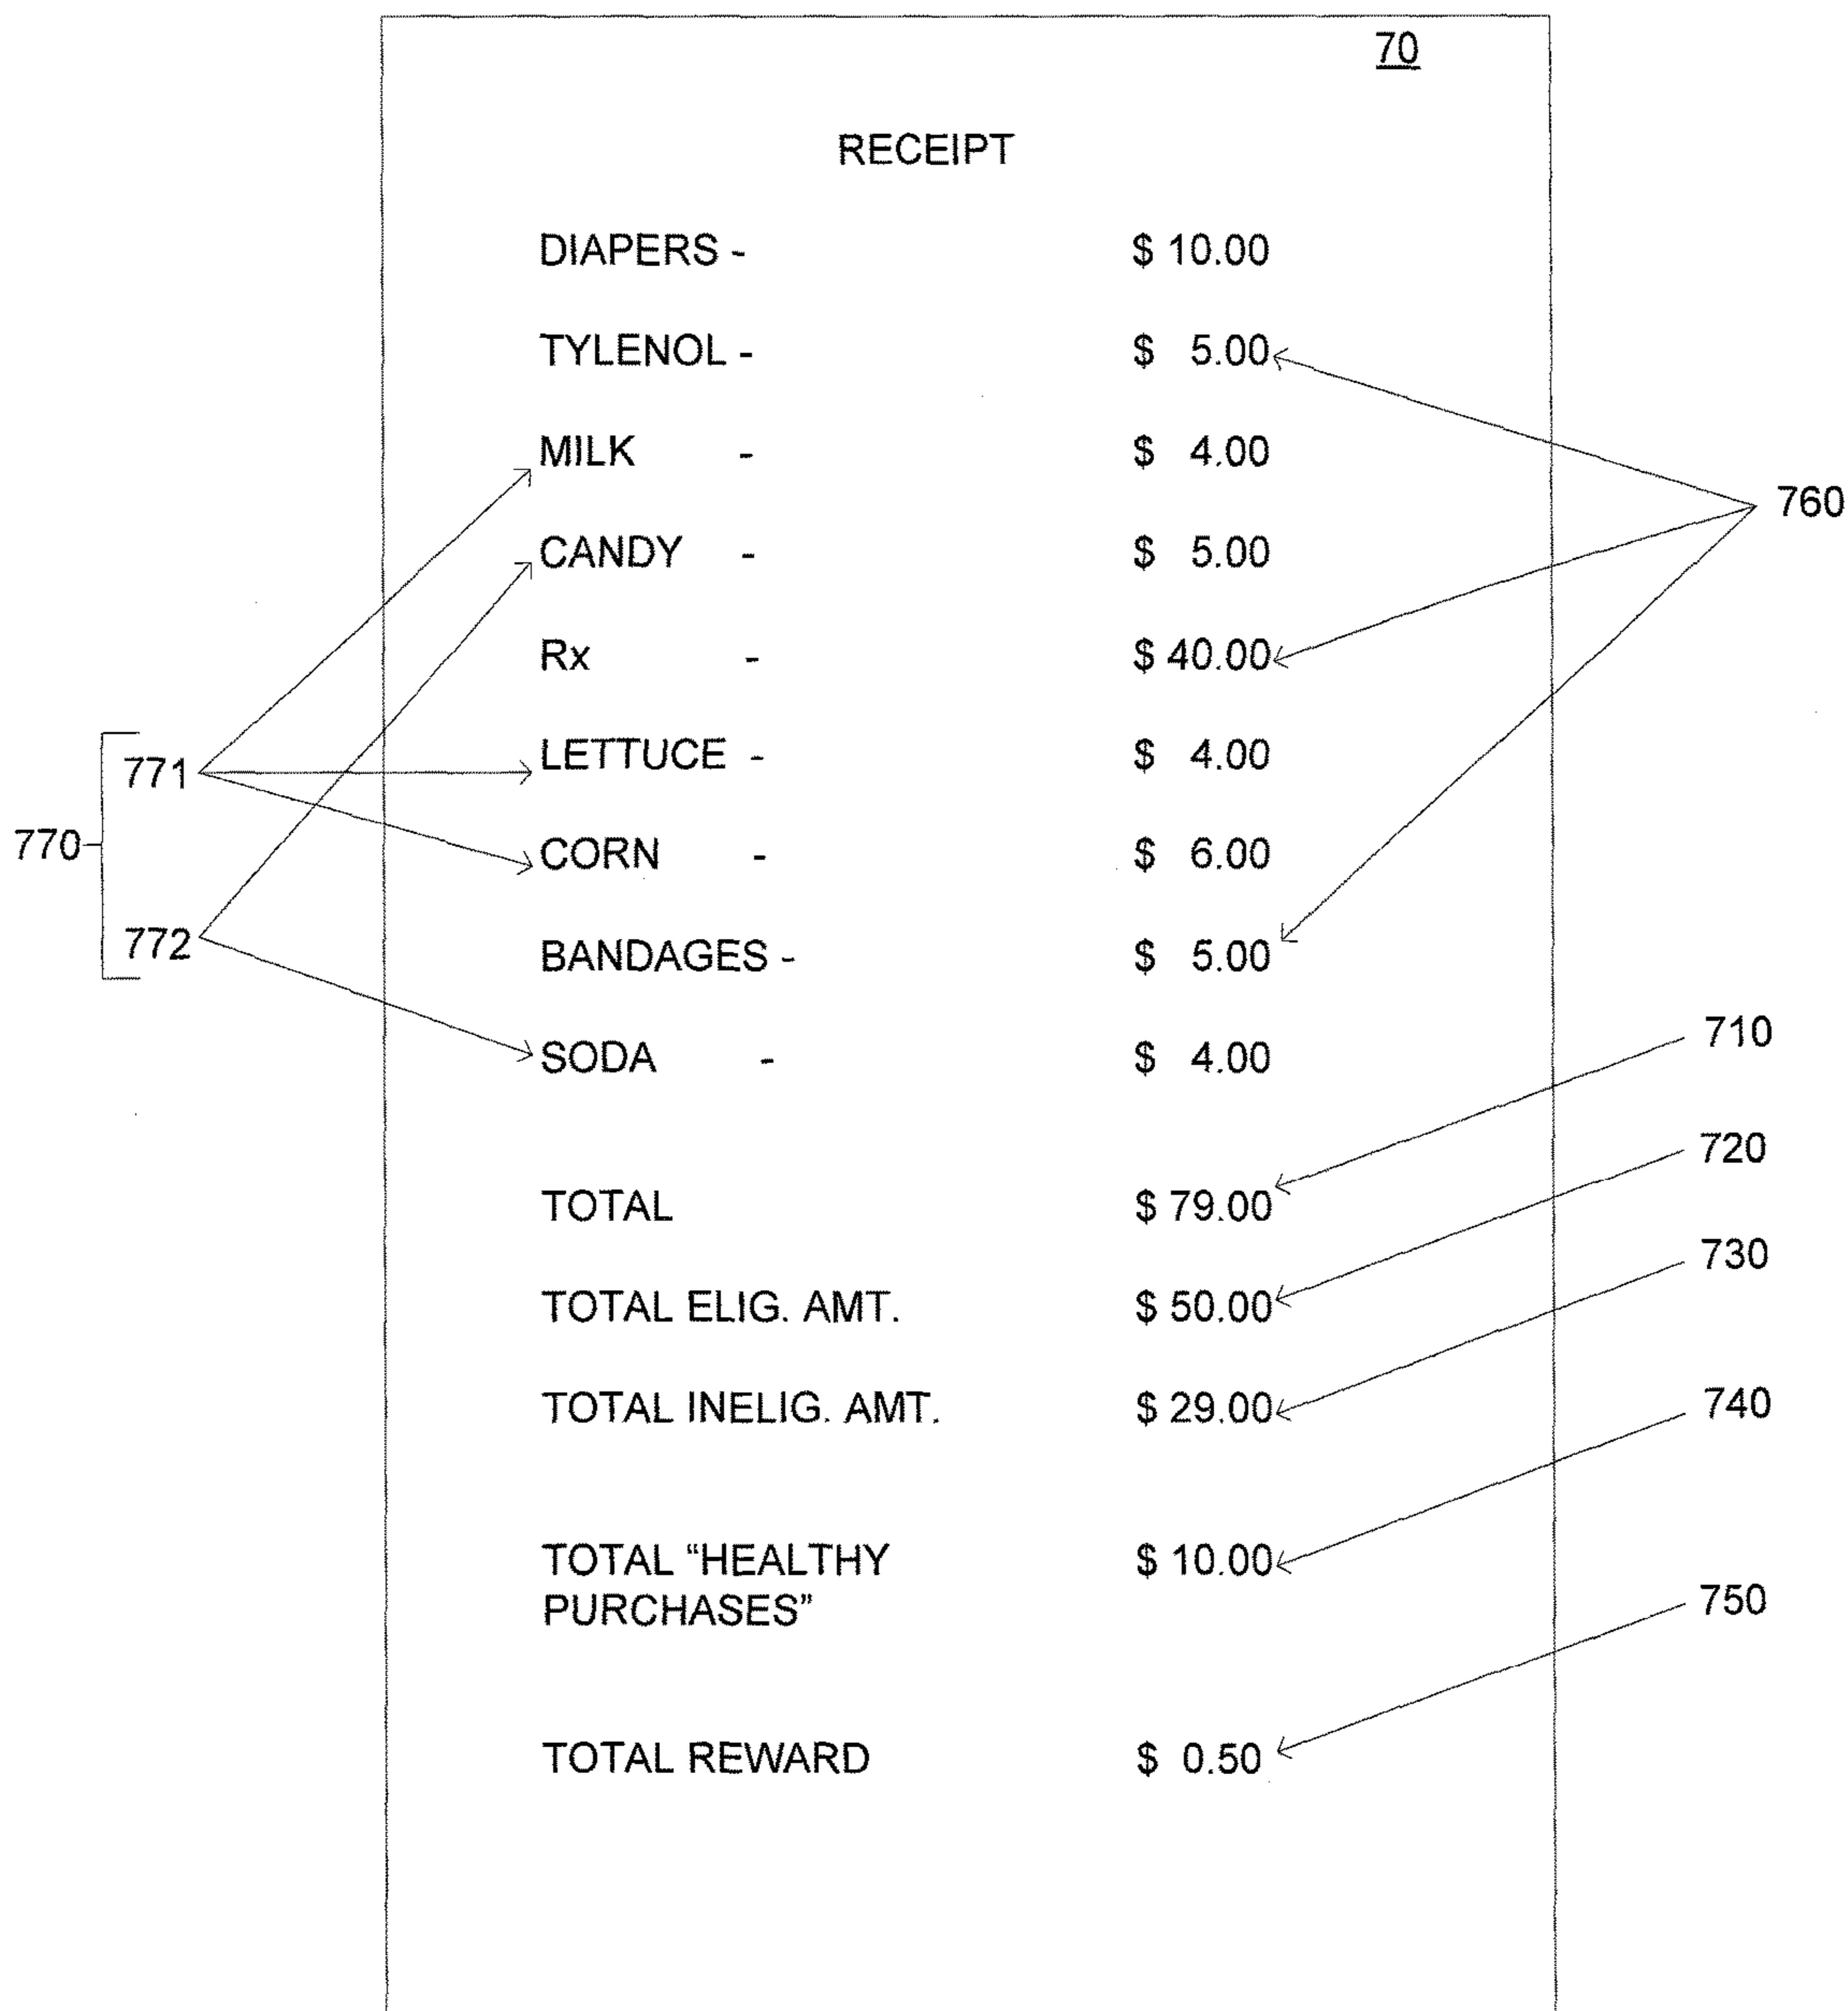 70
RECEIPT
DIAPERS - $ 10.00
TYLENOL - $ 5.00
MILK - $ 4.00
760
CANDY - $ 5.00
Rx - $ 40.00
771 LETTUCE - $ 4.00
770 CORN - $ 6.00
772 BANDAGES - $ 5.00
710
SODA - $ 4.00
720
TOTAL $ 79.00
730
TOTAL ELIG. AMT. $ 50.00
TOTAL INELIG. AMT. $ 29.00
740
TOTAL “HEALTHY $ 10.00
PURCHASES”
750
TOTAL REWARD $ 0.50